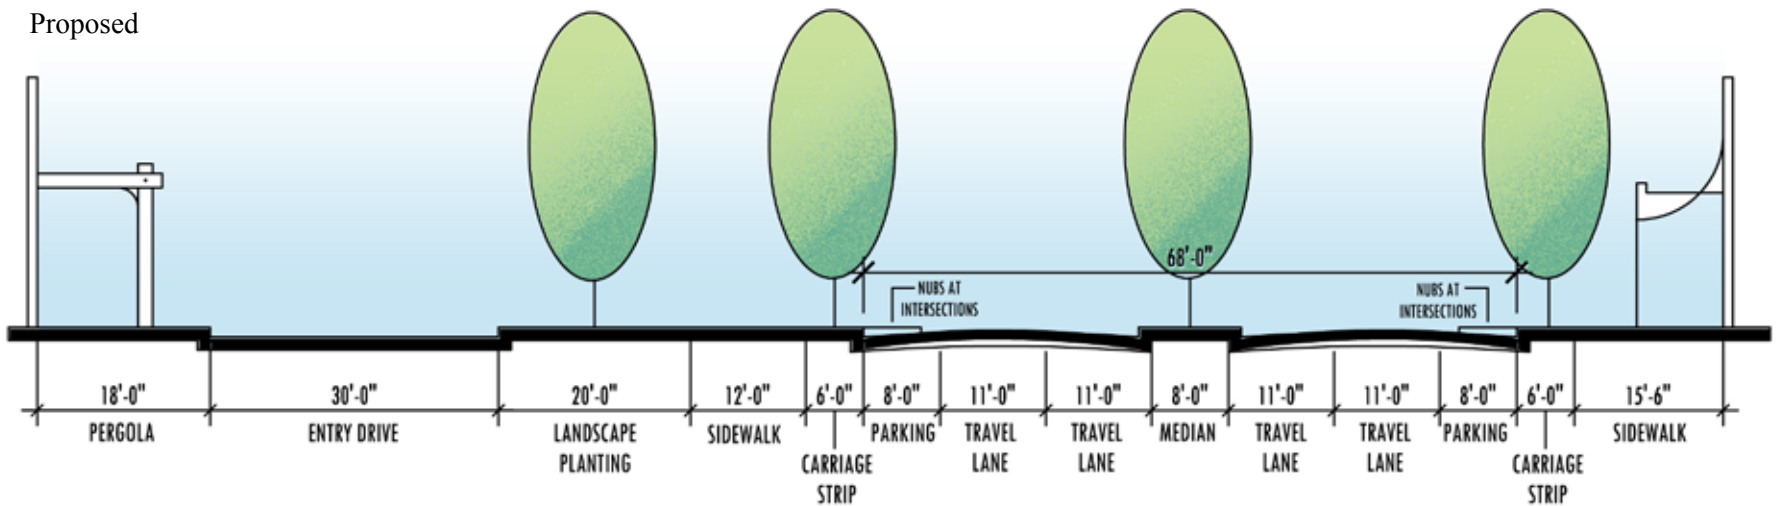 Proposed
68'-0"
NUBS AT
INTERSECTIONS
NUBS AT
INTERSECTIONS
18'-0" 30'-0" 20'-0" 12'-0" 6'-0" 8'-0" 11'-0" 11'-0" 8'-0" 11'-0" 11'-0" 8'-0" 6'-0" 15'-6"
PERGOLA ENTRY DRIVE LANDSCAPE SIDEWALK PARKING TRAVEL TRAVEL MEDIAN TRAVEL TRAVEL PARKING SIDEWALK
PLANTING CARRIAGE LANE LANE LANE LANE CARRIAGE
STRIP STRIP